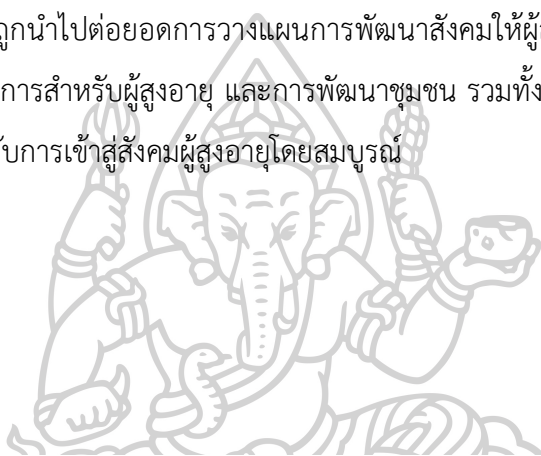 ถูกนำไปต่อยอดการวางแผนการพัฒนาสังคมให้ผู้
การสำหรับผู้สูงอายุ และการพัฒนาชุมชน รวมทั้ง
บการเข้าสู่สังคมผู้สูงอายุโดยสมบูรณ์